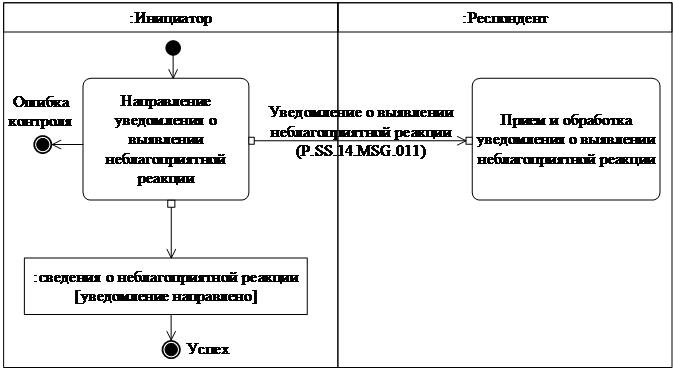 :Инициатор
:Респондент
Ошибка
контроля
Направление
уведомления о
выявлении
неблагоприятной
реакции
Уведомление о выявлении
неблагоприятной реакции
(P.SS.14.MSG.011)
Прием и обработка
уведомления о выявлении
неблагоприятной реакции
:сведения о неблагоприятной реакции
[уведомление направлено]
Успех